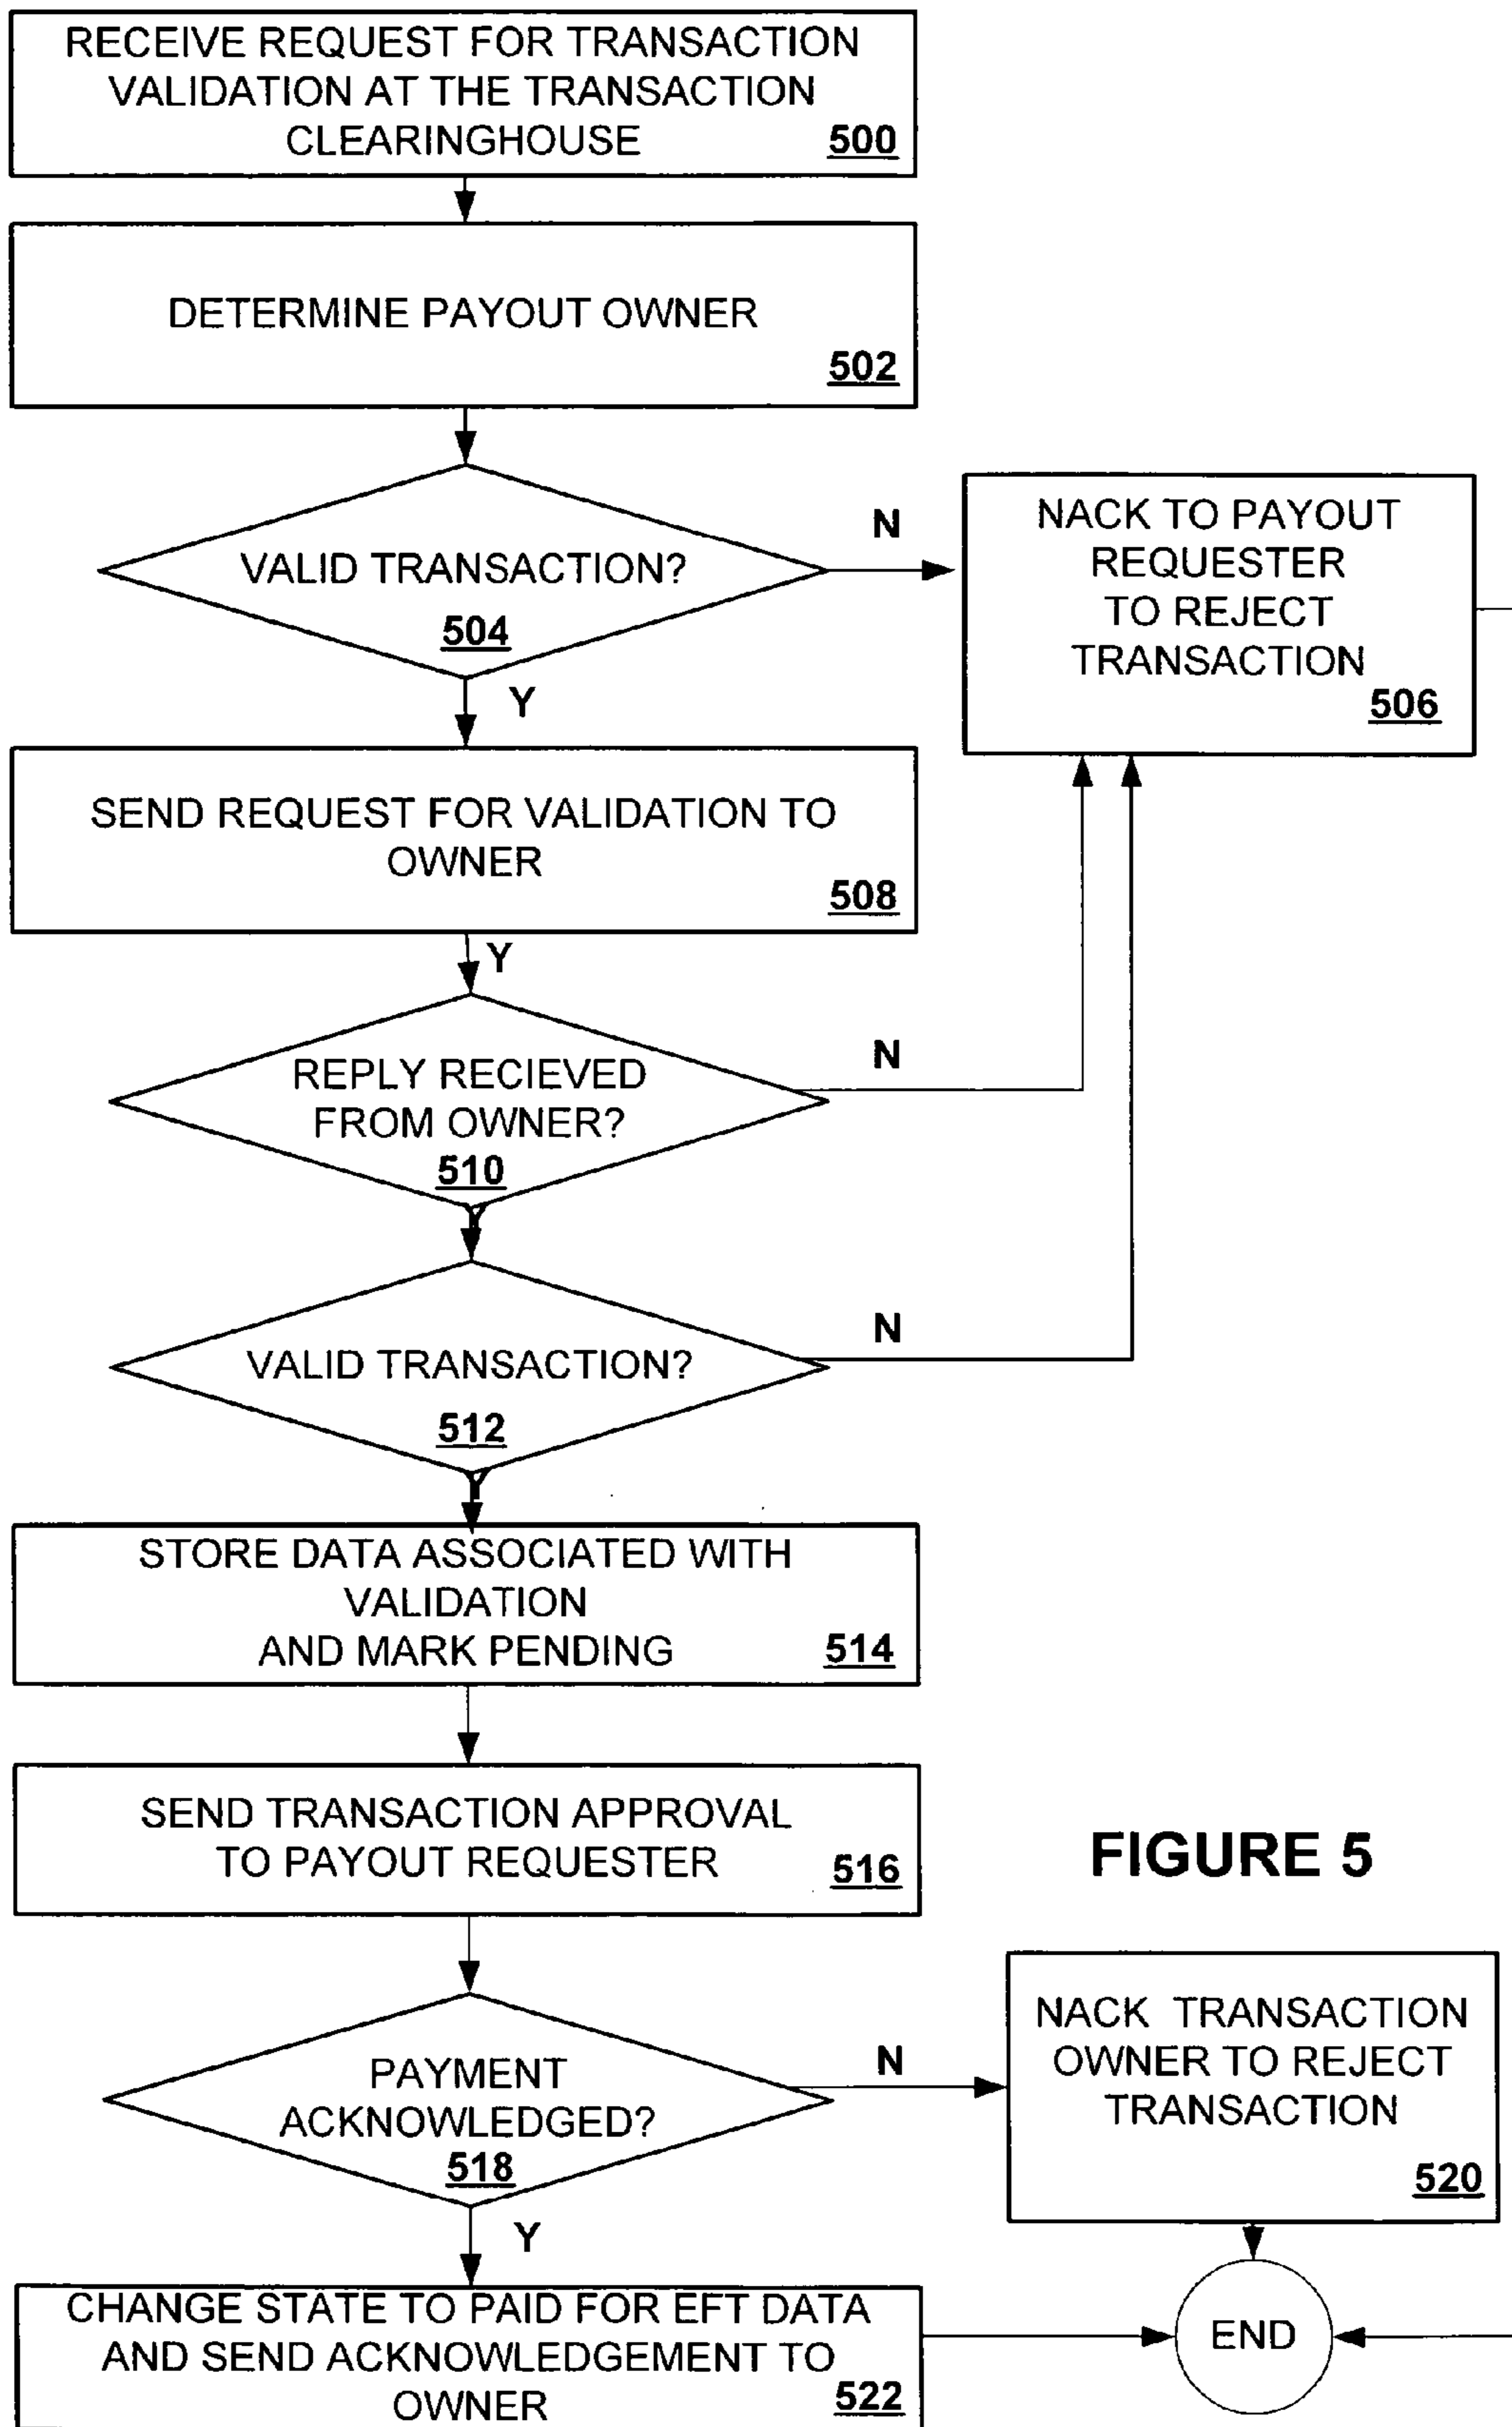 RECEIVE REQUEST FOR TRANSACTION
VALIDATION AT THE TRANSACTION
CLEARINGHOUSE 500
DETERMINE PAYOUT OWNER
502
VALID TRANSACTION?
504
N
NACK TO PAYOUT
REQUESTER
TO REJECT
TRANSACTION
506
Y
SEND REQUEST FOR VALIDATION TO
OWNER
508
Y
REPLY RECIEVED
FROM OWNER?
510
N
Y
VALID TRANSACTION?
512
N
Y
STORE DATA ASSOCIATED WITH
VALIDATION
AND MARK PENDING 514
SEND TRANSACTION APPROVAL
TO PAYOUT REQUESTER 516
FIGURE 5
PAYMENT
ACKNOWLEDGED?
518
N
NACK TRANSACTION
OWNER TO REJECT
TRANSACTION
520
Y
CHANGE STATE TO PAID FOR EFT DATA
AND SEND ACKNOWLEDGEMENT TO
OWNER 522
END